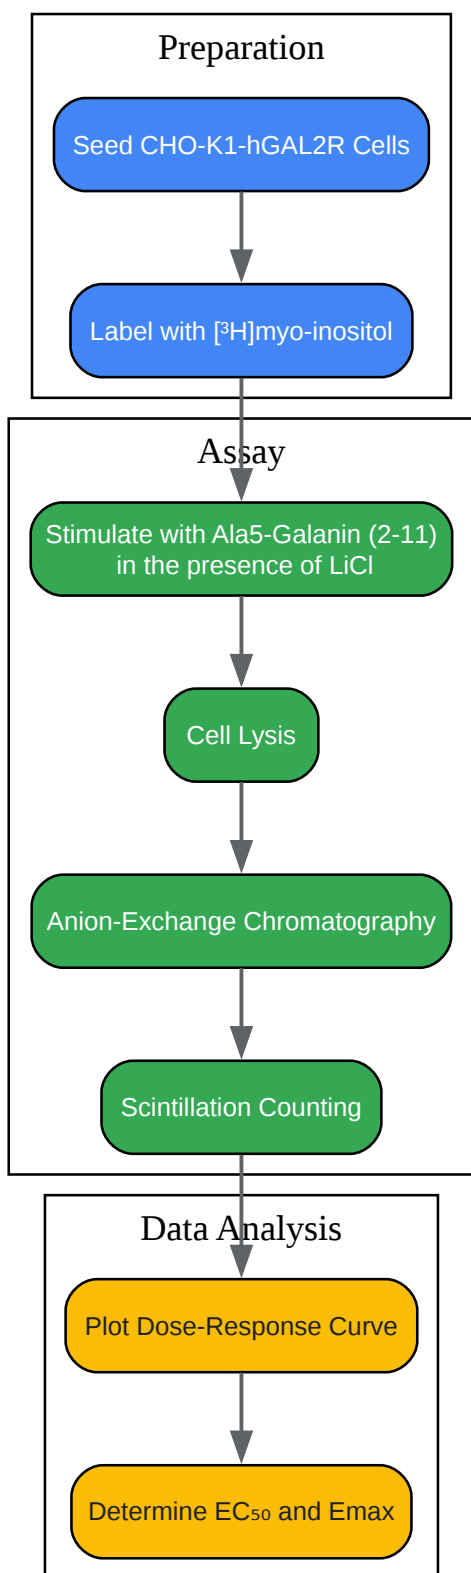 Preparation
Seed CHO-K1-hGAL2R Cells
Label with [³H]myo-inositol
Assay
Stimulate with Ala5-Galanin (2-11)
in the presence of LiCl
Cell Lysis
Anion-Exchange Chromatography
Scintillation Counting
Data Analysis
Plot Dose-Response Curve
Determine EC₅₀ and Emax